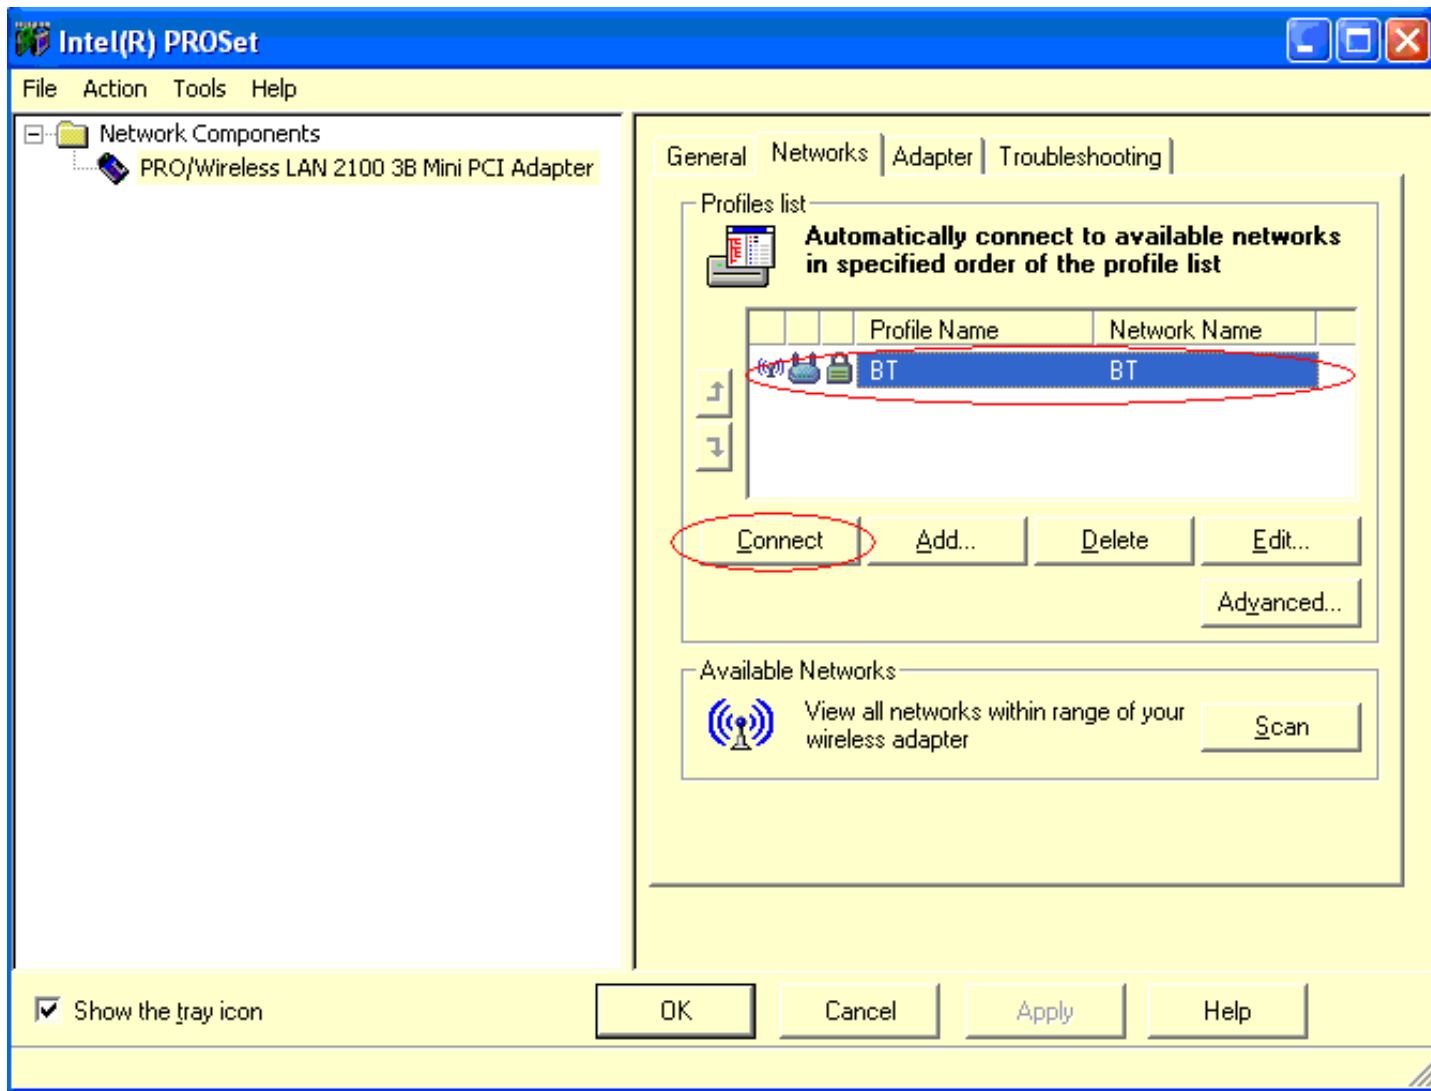 Intel(R) PROSet
File Action Tools Help
Network Components
PRO/Wireless LAN 2100 3B Mini PCI Adapter
General Networks Adapter Troubleshooting
Profiles list
Automatically connect to available networks
in specified order of the profile list
Profile Name Network Name
BT BT
Connect Add... Delete Edit...
Advanced...
Available Networks
View all networks within range of your
wireless adapter
Scan
Show the tray icon
OK Cancel Apply Help